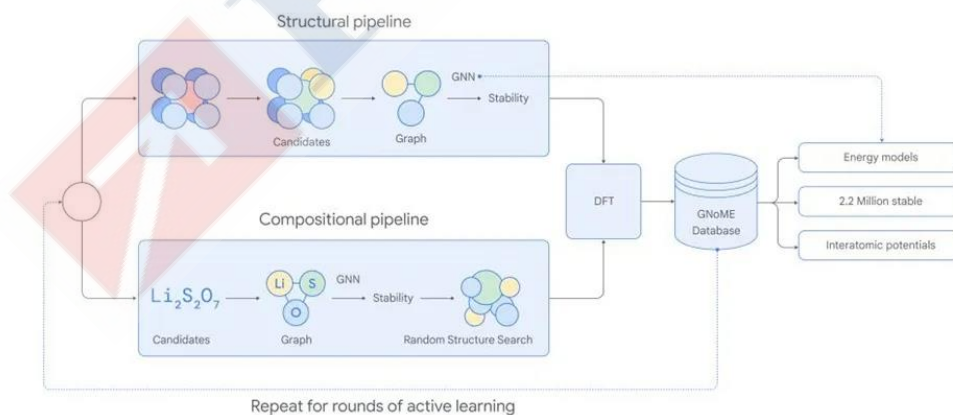 Structural pipeline
GNN
Stability
Candidates
Graph
Compositional pipeline
Li₂S₂O₇
Li
S
O
GNN
Stability
Candidates
Graph
Random Structure Search
DFT
GNoME
Database
Energy models
2.2 Million stable
Interatomic potentials
Repeat for rounds of active learning